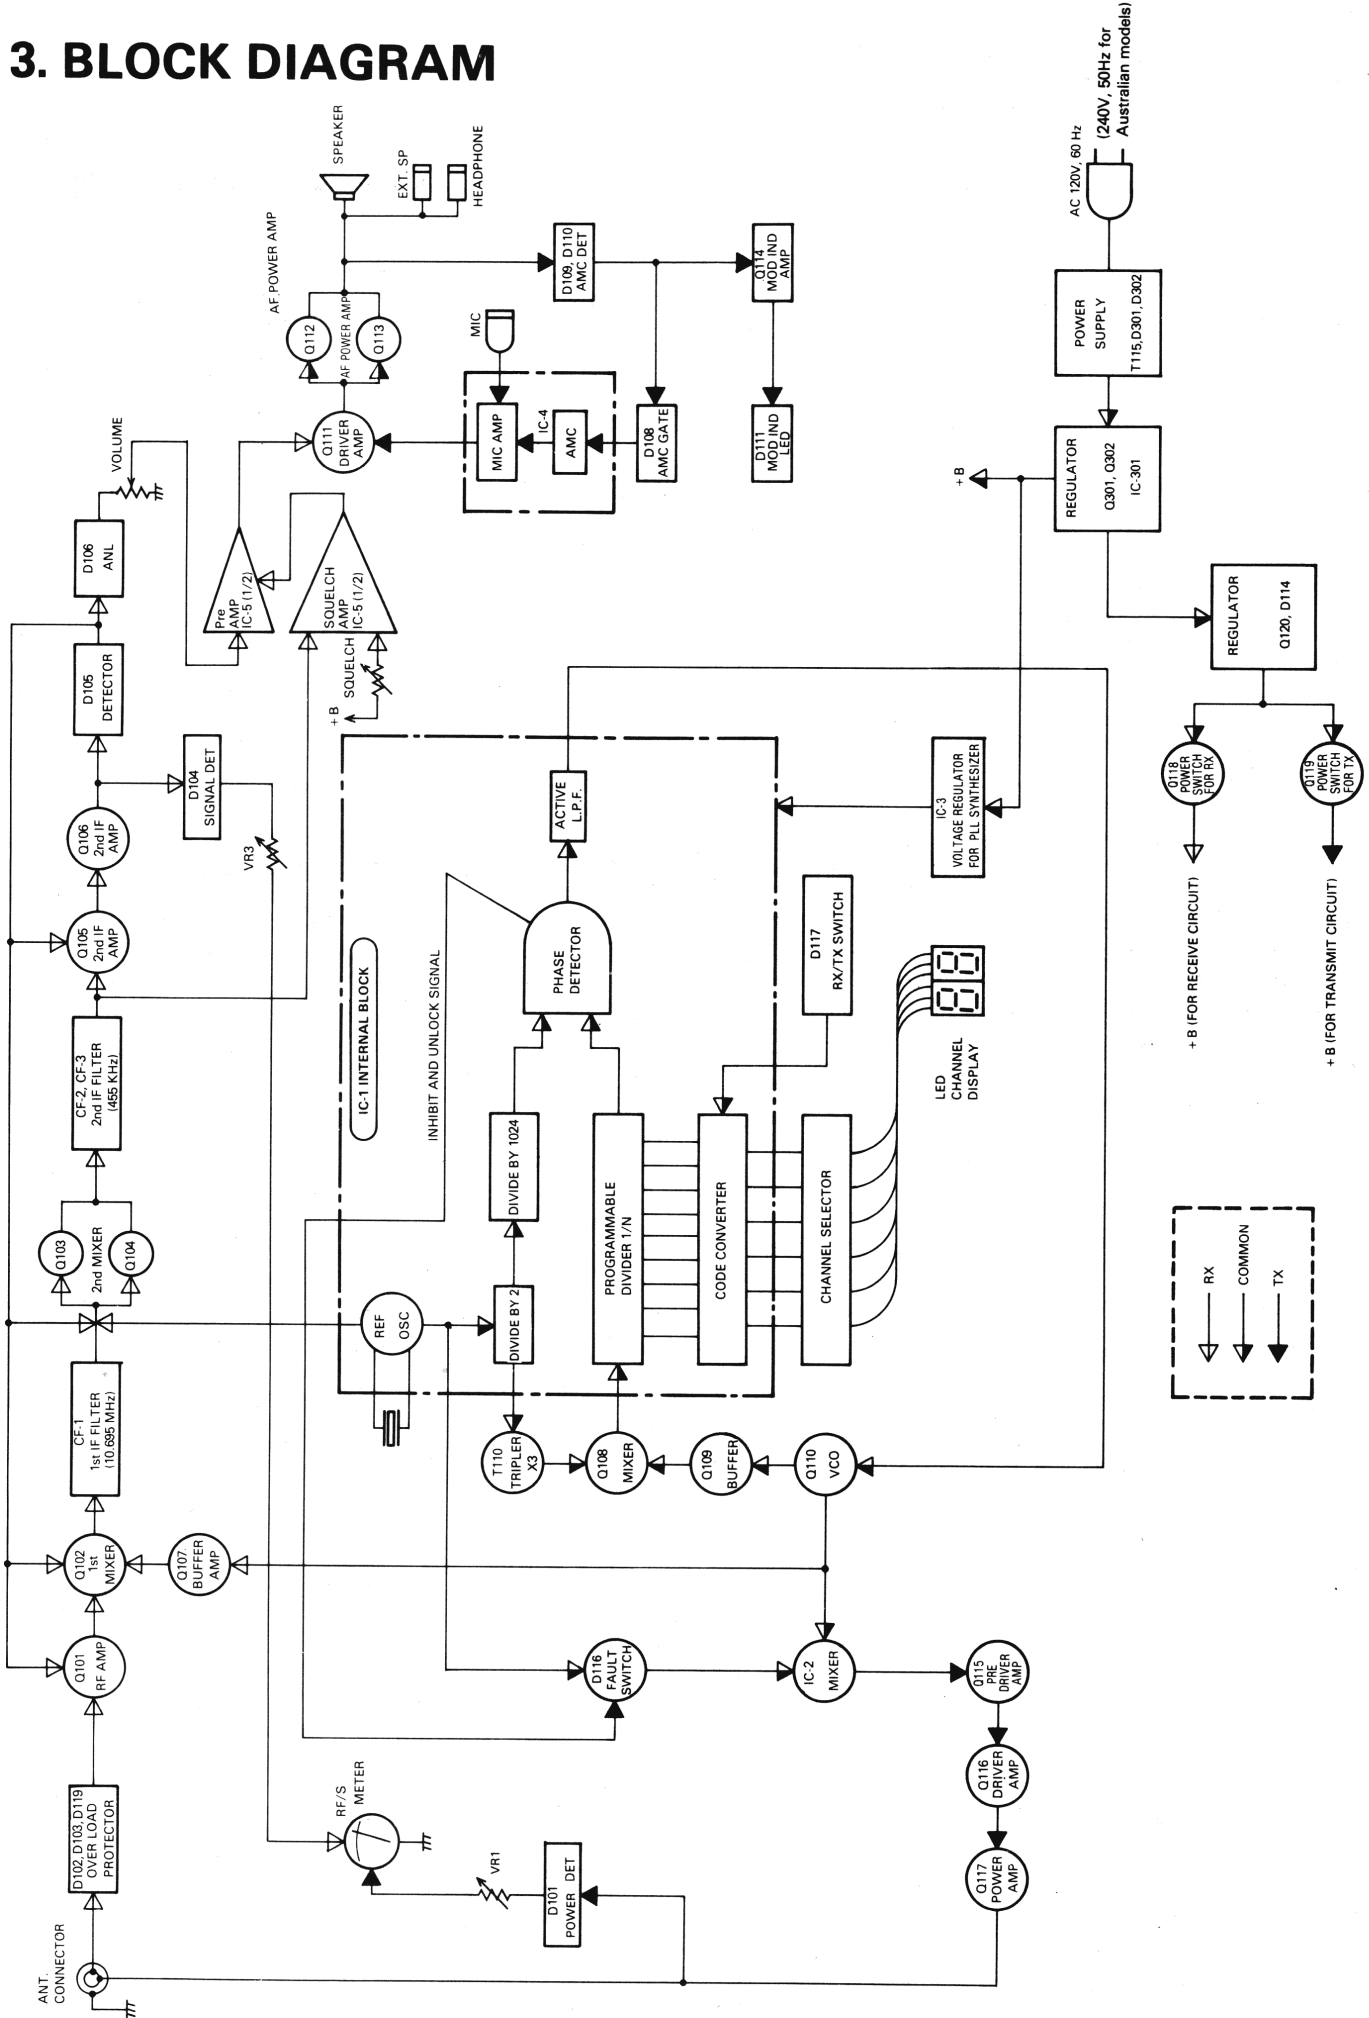 3. BLOCK DIAGRAM
ANT.
CONNECTOR
D102, D103, D119
OVER LOAD
PROTECTOR
Q101
RF AMP
Q102
1st
MIXER
Q107.
BUFFER
AMP
CF-1
1st IF FILTER
(10.695 MHz)
Q103
2nd MIXER
Q104
CF-2, CF-3
2nd IF FILTER
(455 KHz)
Q105
2nd IF
AMP
Q106
2nd IF
AMP
D104
SIGNAL DET
VR3
D105
DETECTOR
D106
ANL
VOLUME
Pre
AMP
IC-5 (1/2)
SQUELCH
AMP
IC-5 (1/2)
SQUELCH
+ B
Q111
DRIVER
AMP
Q112
AF POWER AMP
Q113
AF.POWER AMP
SPEAKER
EXT. SP
HEADPHONE
MIC
MIC AMP
IC-4
AMC
D109, D110
AMC DET
D108
AMC GATE
Q114
MOD IND
AMP
D111
MOD IND
LED
AC 120V, 60 Hz
(240V, 50Hz for
Australian models)
POWER
SUPPLY
T115,D301,D302
REGULATOR
Q301, Q302
IC-301
+ B
REGULATOR
Q120, D114
Q118
POWER
SWITCH
FOR RX
Q119
POWER
SWITCH
FOR TX
+ B (FOR RECEIVE CIRCUIT)
+ B (FOR TRANSMIT CIRCUIT)
IC-3
VOLTAGE REGULATOR
FOR PLL SYNTHESIZER
D117
RX/TX SWITCH
LED
CHANNEL
DISPLAY
IC-1 INTERNAL BLOCK
INHIBIT AND UNLOCK SIGNAL
ACTIVE
L.P.F.
PHASE
DETECTOR
DIVIDE BY 1024
DIVIDE BY 2
REF
OSC
PROGRAMMABLE
DIVIDER 1/N
CODE CONVERTER
CHANNEL SELECTOR
T110
TRIPLER
X3
Q108
MIXER
Q109
BUFFER
Q110
VCO
D116
FAULT
SWITCH
IC-2
MIXER
Q115
PRE
DRIVER
AMP
Q116
DRIVER
AMP
Q117
POWER
AMP
RF/S
METER
VR1
D101
POWER DET
RX
COMMON
TX